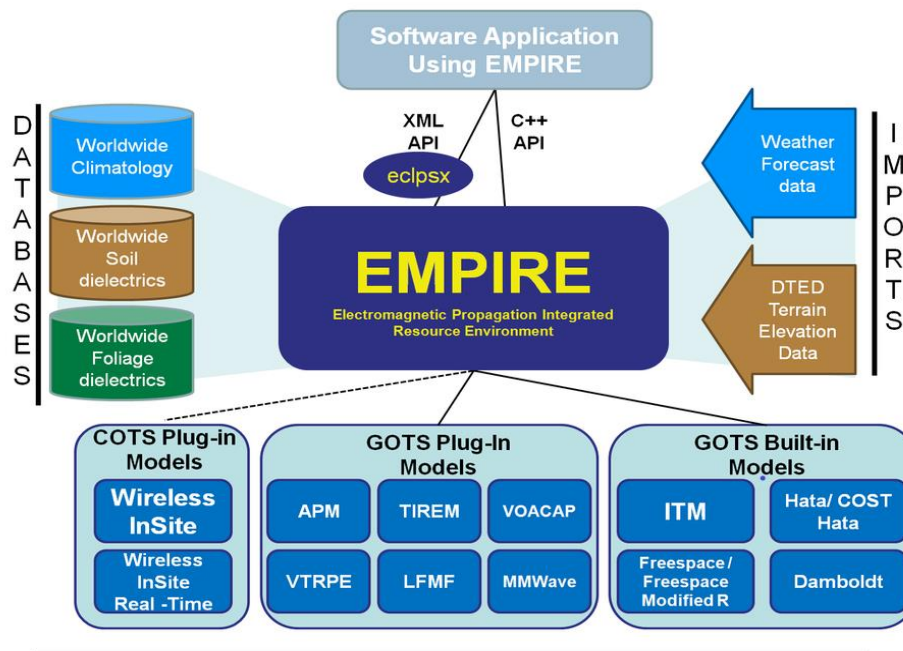 Software Application
Using EMPIRE
XML
API
C++
API
eclpsx
DATABASES
Worldwide
Climatology
Worldwide
Soil
dielectrics
Worldwide
Foliage
dielectrics
EMPIRE
Electromagnetic Propagation Integrated
Resource Environment
Weather
Forecast
data
DTED
Terrain
Elevation
Data
IMPORTS
COTS Plug-in
Models
Wireless
InSite
Wireless
InSite
Real -Time
GOTS Plug-In
Models
APM
TIREM
VOACAP
VTRPE
LFMF
MMWave
GOTS Built-in
Models
ITM
Hata/ COST
Hata
Freespace /
Freespace
Modified R
Damboldt